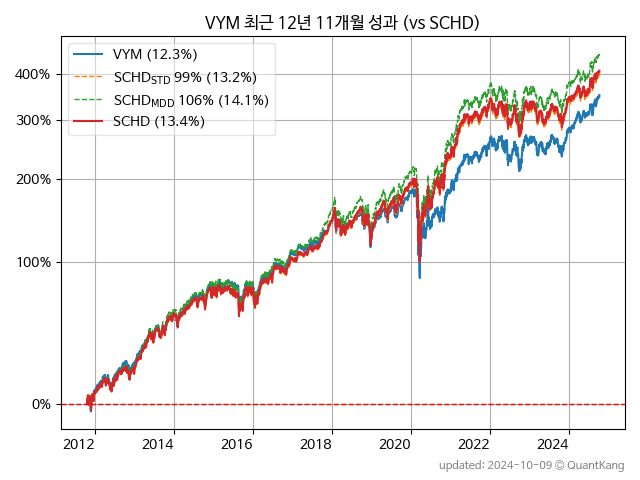 VYM 최근 12년 11개월 성과 (vs SCHD)
VYM (12.3%)
SCHD_STD 99% (13.2%)
SCHD_MDD 106% (14.1%)
SCHD (13.4%)
400%
300%
200%
100%
0%
2012 2014 2016 2018 2020 2022 2024
updated: 2024-10-09 © QuantKang